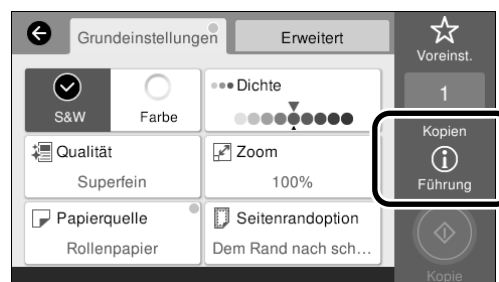 Grundeinstellungen
Erweitert
Voreinst.
S&W
Farbe
Dichte
1
Kopien
Qualität
Superfein
Zoom
100%
Führung
Papierquelle
Rollenpapier
Seitenrandoption
Dem Rand nach sch…
Kopie